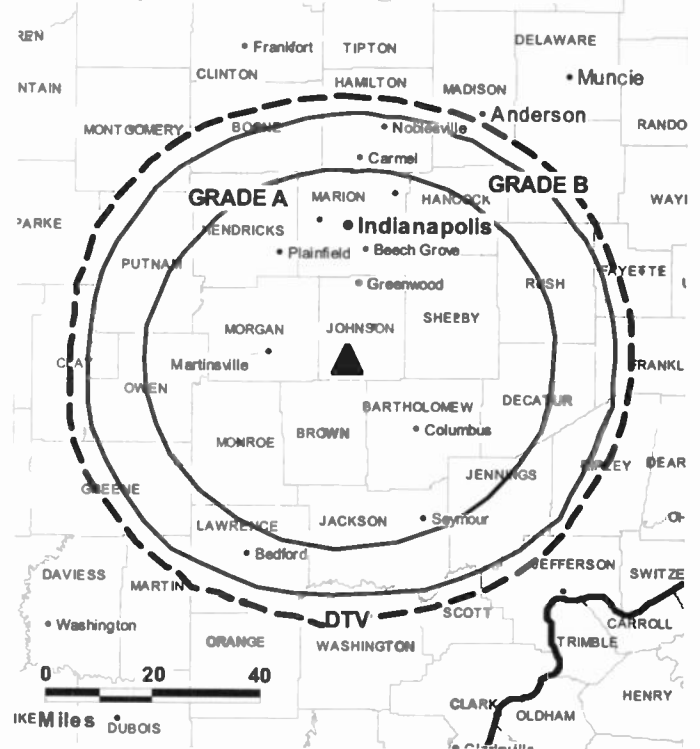 DELAWARE
Frankfort
TIPTON
CLINTON
HAMILTON
MADISON
Muncie
NTAIN
Anderson
MONTGOMERY
BOONE
Noblesville
RANDO
Carmel
GRADE A
MARION
HANCOCK
GRADE B
WAYI
PARKE
HENDRICKS
Indianapolis
Plainfield
Beech Grove
PUTNAM
Greenwood
RUSH
FAYETTE
SHELBY
MORGAN
JOHNSON
CLAY
Martinsville
FRANKL
OWEN
BARTHOLOMEW
DECATUR
MONROE
BROWN
Columbus
JENNINGS
RIPLEY
DEAR
GREENE
LAWRENCE
JACKSON
Seymour
OH
Bedford
JEFFERSON
DAVIESS
MARTIN
SWITZE
Washington
DTV
SCOTT
CARROLL
ORANGE
WASHINGTON
TRIMBLE
0 20 40
CLARK
HENRY
IKE Miles
DUBOIS
OLDHAM